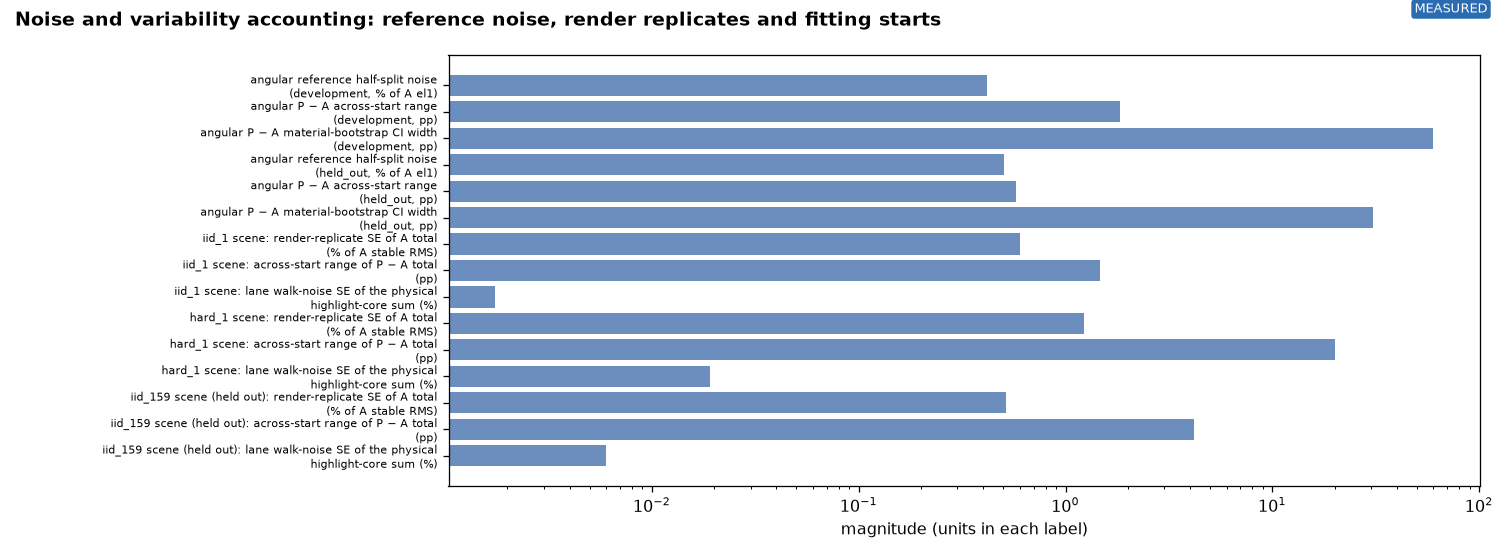 Noise and variability accounting: reference noise, render replicates and fitting starts
MEASURED
angular reference half-split noise
(development, % of A el1)
angular P − A across-start range
(development, pp)
angular P − A material-bootstrap CI width
(development, pp)
angular reference half-split noise
(held_out, % of A el1)
angular P − A across-start range
(held_out, pp)
angular P − A material-bootstrap CI width
(held_out, pp)
iid_1 scene: render-replicate SE of A total
(% of A stable RMS)
iid_1 scene: across-start range of P − A total
(pp)
iid_1 scene: lane walk-noise SE of the physical
highlight-core sum (%)
hard_1 scene: render-replicate SE of A total
(% of A stable RMS)
hard_1 scene: across-start range of P − A total
(pp)
hard_1 scene: lane walk-noise SE of the physical
highlight-core sum (%)
iid_159 scene (held out): render-replicate SE of A total
(% of A stable RMS)
iid_159 scene (held out): across-start range of P − A total
(pp)
iid_159 scene (held out): lane walk-noise SE of the physical
highlight-core sum (%)
10⁻² 10⁻¹ 10⁰ 10¹ 10²
magnitude (units in each label)